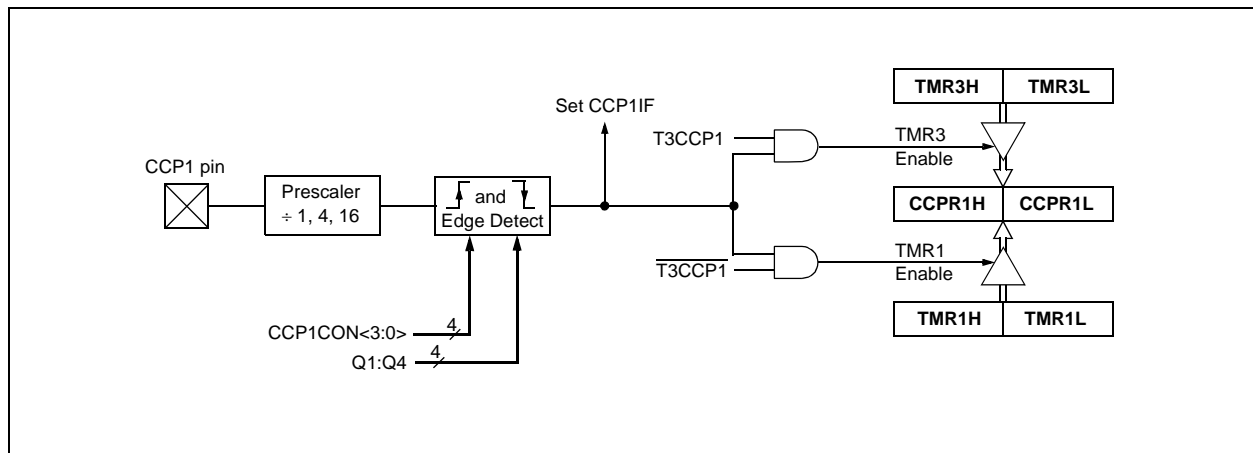 TMR3H TMR3L
Set CCP1IF
T3CCP1
TMR3
Enable
CCP1 pin
Prescaler
÷ 1, 4, 16
and
Edge Detect
CCPR1H CCPR1L
T3CCP1
TMR1
Enable
TMR1H TMR1L
CCP1CON<3:0>
4
Q1:Q4
4